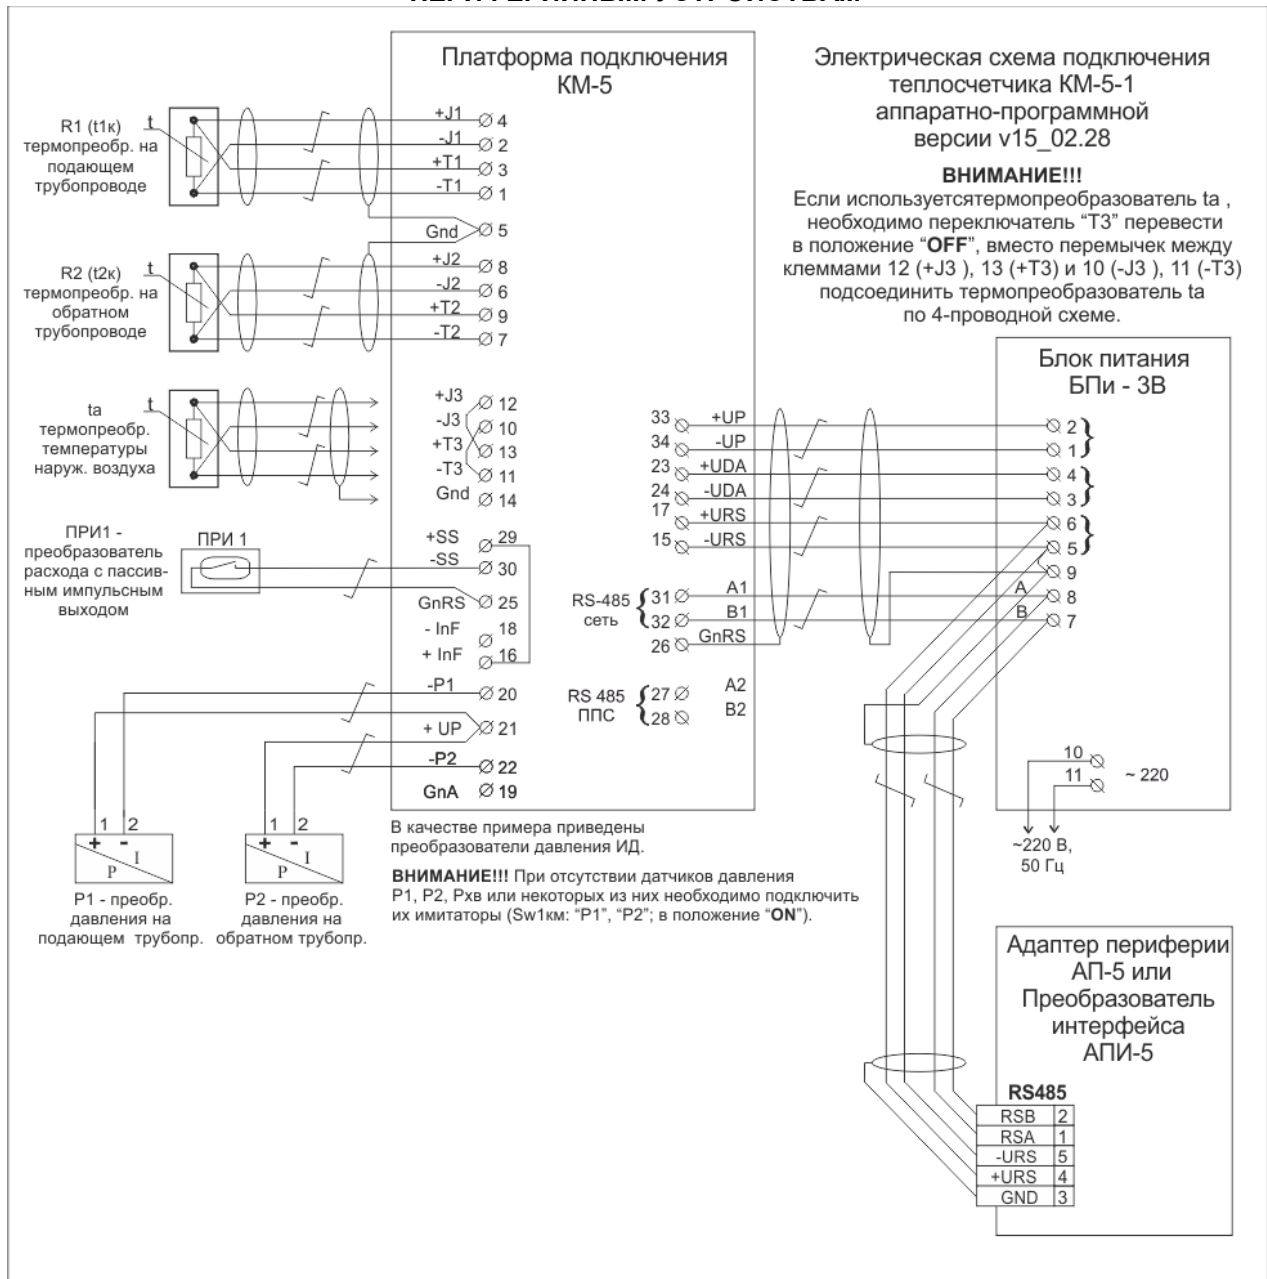 Платформа подключения
КМ-5
Электрическая схема подключения
теплосчетчика КМ-5-1
аппаратно-программной
версии v15_02.28
ВНИМАНИЕ!!!
Если используетсятермопреобразователь ta ,
необходимо переключатель “Т3” перевести
в положение “OFF”, вместо перемычек между
клеммами 12 (+J3 ), 13 (+Т3) и 10 (-J3 ), 11 (-Т3)
подсоединить термопреобразователь ta
по 4-проводной схеме.
R1 (t1к)
термопреобр. на
подающем
трубопроводе
t
+J1 4
-J1 2
+T1 3
-T1 1
Gnd 5
R2 (t2к)
термопреобр. на
обратном
трубопроводе
t
+J2 8
-J2 6
+T2 9
-T2 7
ta
термопреобр.
температуры
наруж. воздуха
t
+J3 12
-J3 10
+T3 13
-T3 11
Gnd 14
ПРИ1 -
преобразователь
расхода с пассив-
ным импульсным
выходом
ПРИ 1
+SS 29
-SS 30
GnRS 25
- InF 18
+ InF 16
-P1 20
+ UP 21
-P2 22
GnA 19
33 +UP
34 -UP
23 +UDA
24 -UDA
17 +URS
15 -URS
RS-485
сеть
31 A1
32 B1
26 GnRS
RS 485
ППС
27 A2
28 B2
Блок питания
БПи - 3В
2
1
4
3
6
5
9
A 8
B 7
10
11
~ 220
~220 В,
50 Гц
1 2
+ -
I
P
P1 - преобр.
давления на
подающем трубопр.
1 2
+ -
I
P
P2 - преобр.
давления на
обратном трубопр.
В качестве примера приведены
преобразователи давления ИД.
ВНИМАНИЕ!!! При отсутствии датчиков давления
Р1, Р2, Рхв или некоторых из них необходимо подключить
их имитаторы (Sw1км: “P1”, “P2”; в положение “ON”).
Адаптер периферии
АП-5 или
Преобразователь
интерфейса
АПИ-5
RS485
RSB 2
RSA 1
-URS 5
+URS 4
GND 3